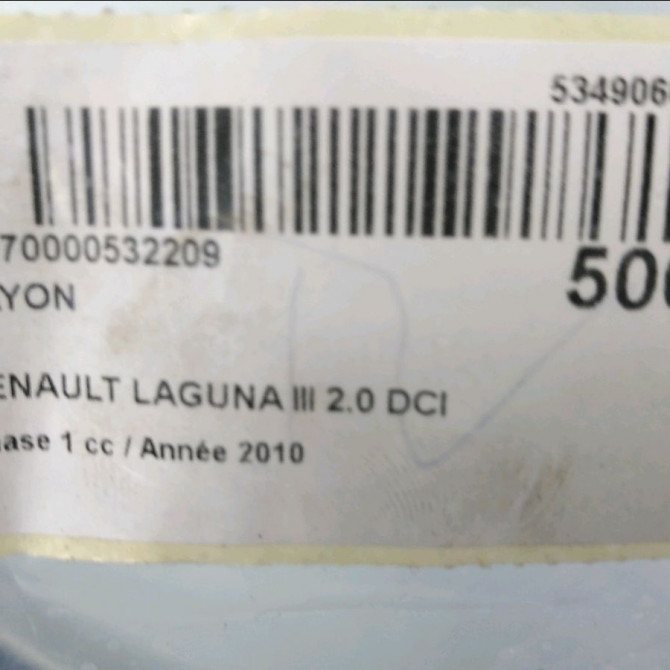 534906
70000532209
500
YON
ENAULT LAGUNA III 2.0 DCI
ase 1 cc / Année 2010